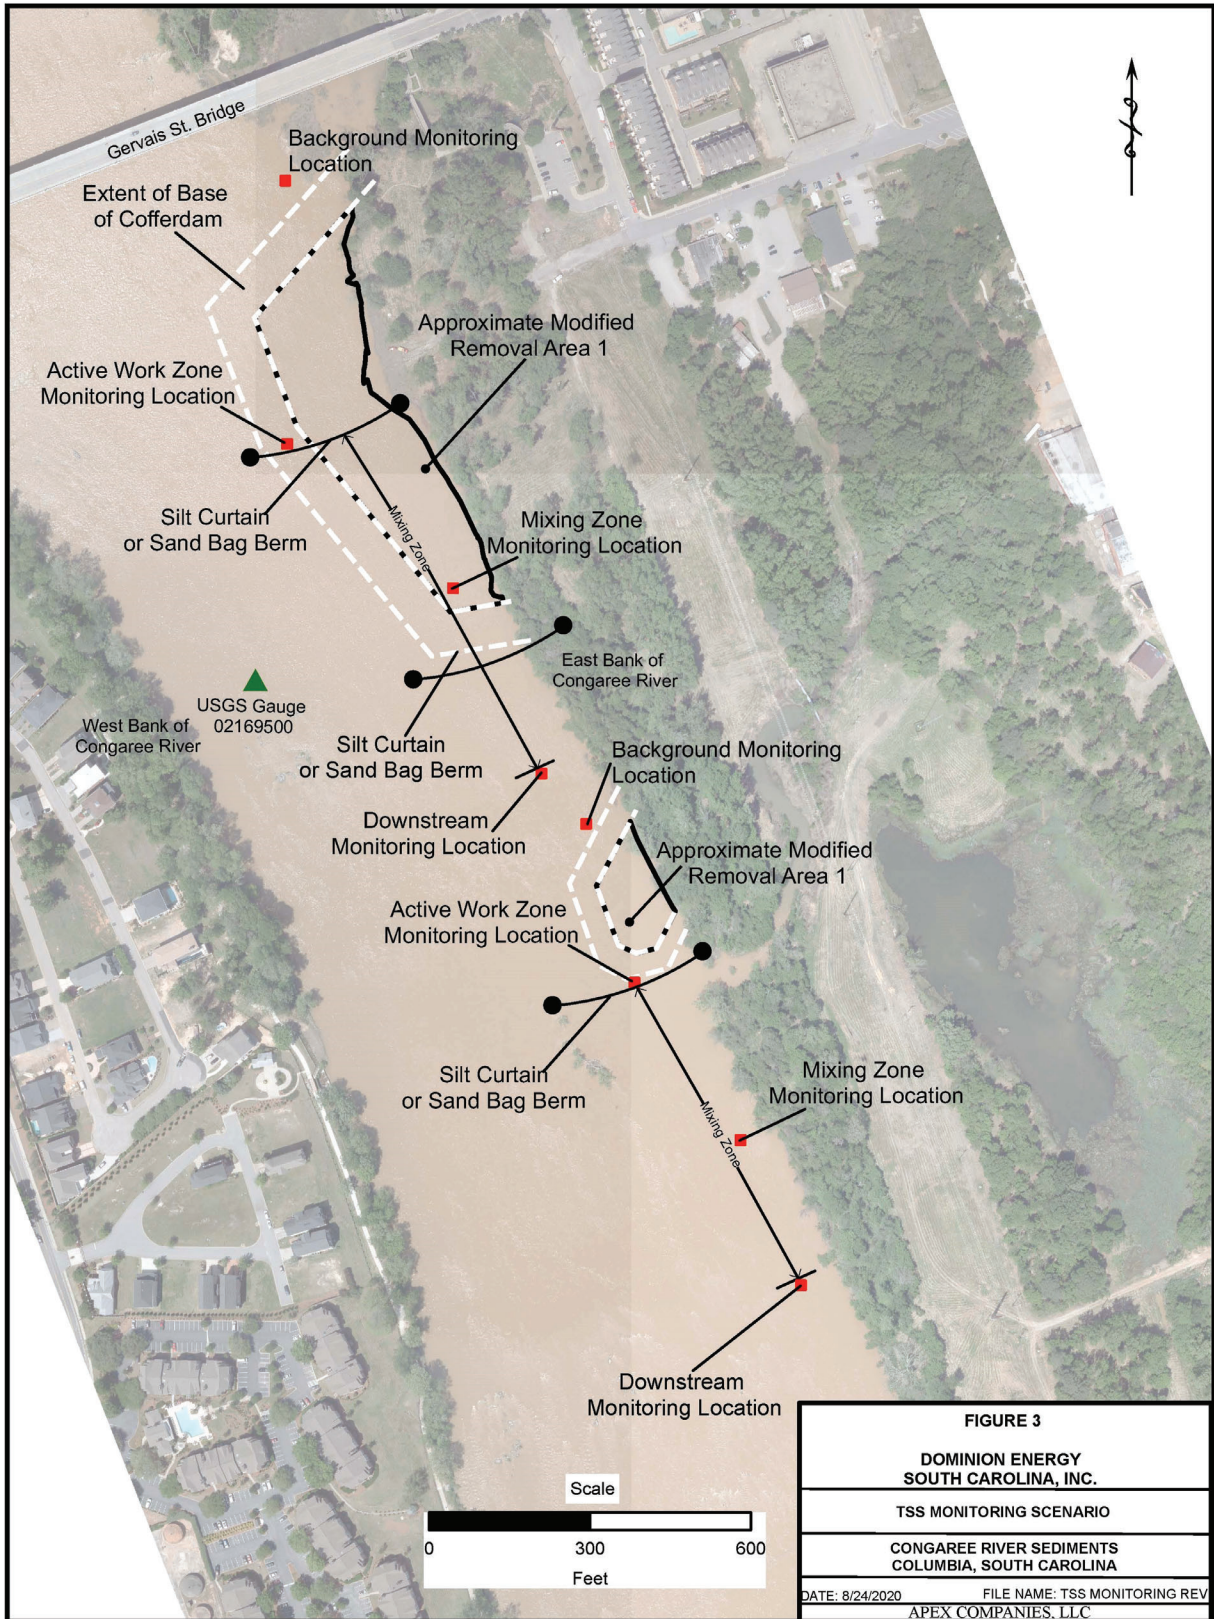 Gervais St. Bridge
Background Monitoring
Location
Extent of Base
of Cofferdam
Approximate Modified
Removal Area 1
Active Work Zone
Monitoring Location
Silt Curtain
or Sand Bag Berm
Mixing Zone
Mixing Zone
Monitoring Location
East Bank of
Congaree River
USGS Gauge
02169500
West Bank of
Congaree River
Silt Curtain
or Sand Bag Berm
Background Monitoring
Location
Downstream
Monitoring Location
Approximate Modified
Removal Area 1
Active Work Zone
Monitoring Location
Silt Curtain
or Sand Bag Berm
Mixing Zone
Monitoring Location
Mixing Zone
Downstream
Monitoring Location
Scale
0 300 600
Feet
FIGURE 3
DOMINION ENERGY
SOUTH CAROLINA, INC.
TSS MONITORING SCENARIO
CONGAREE RIVER SEDIMENTS
COLUMBIA, SOUTH CAROLINA
DATE: 8/24/2020 FILE NAME: TSS MONITORING REV
APEX COMPANIES, LLC